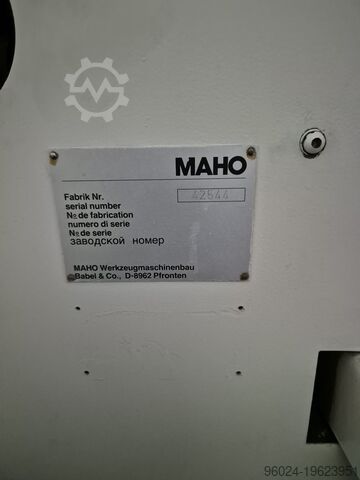 MAHO
Fabrik Nr. 42544
serial number
No de fabrication
numero di serie
No de serie
заводской номер
MAHO Werkzeugmaschinenbau
Babel & Co., D-8962 Pfronten
96024-19623951